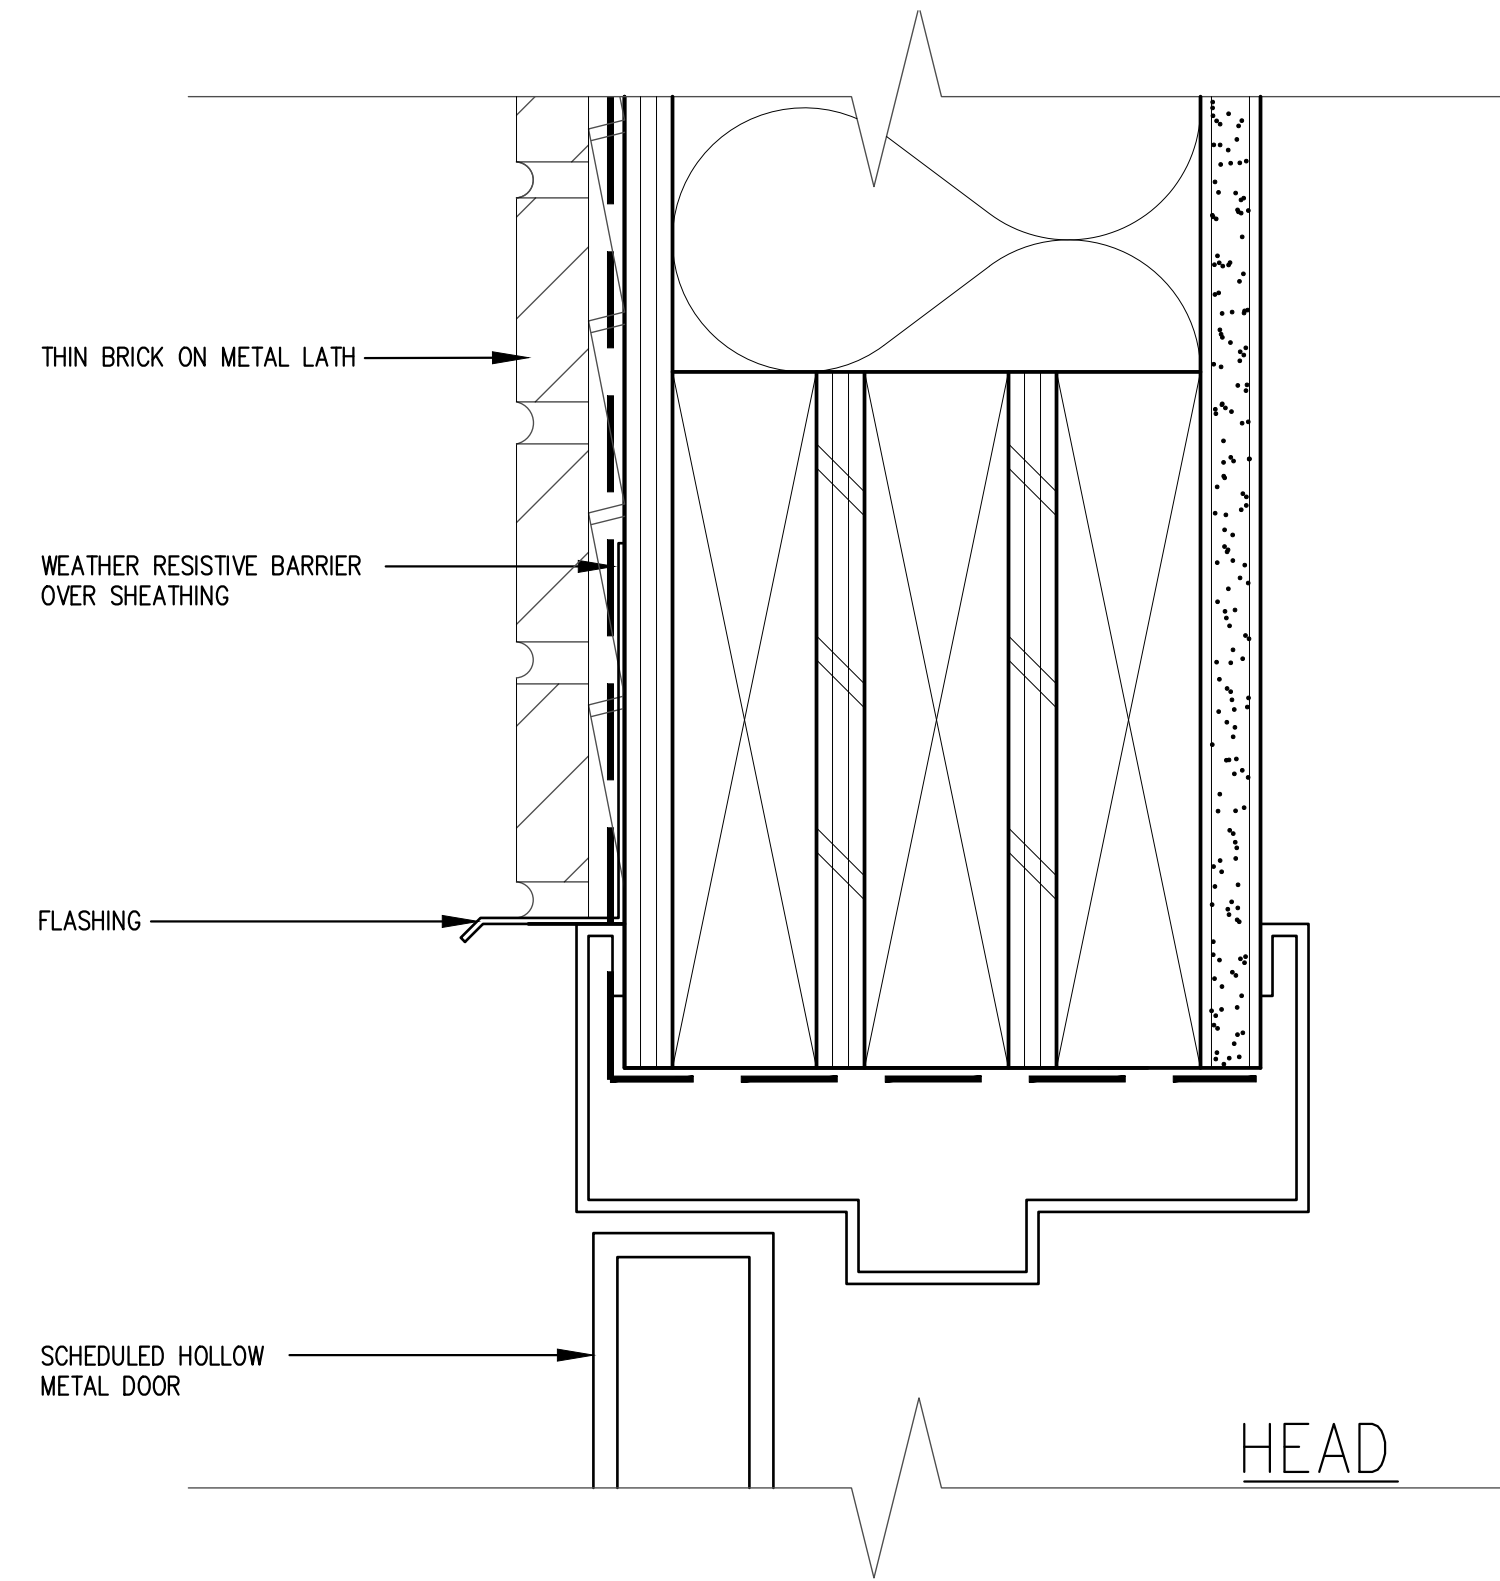 THIN BRICK ON METAL LATH
WEATHER RESISTIVE BARRIER
OVER SHEATHING
FLASHING
SCHEDULED HOLLOW
METAL DOOR
HEAD